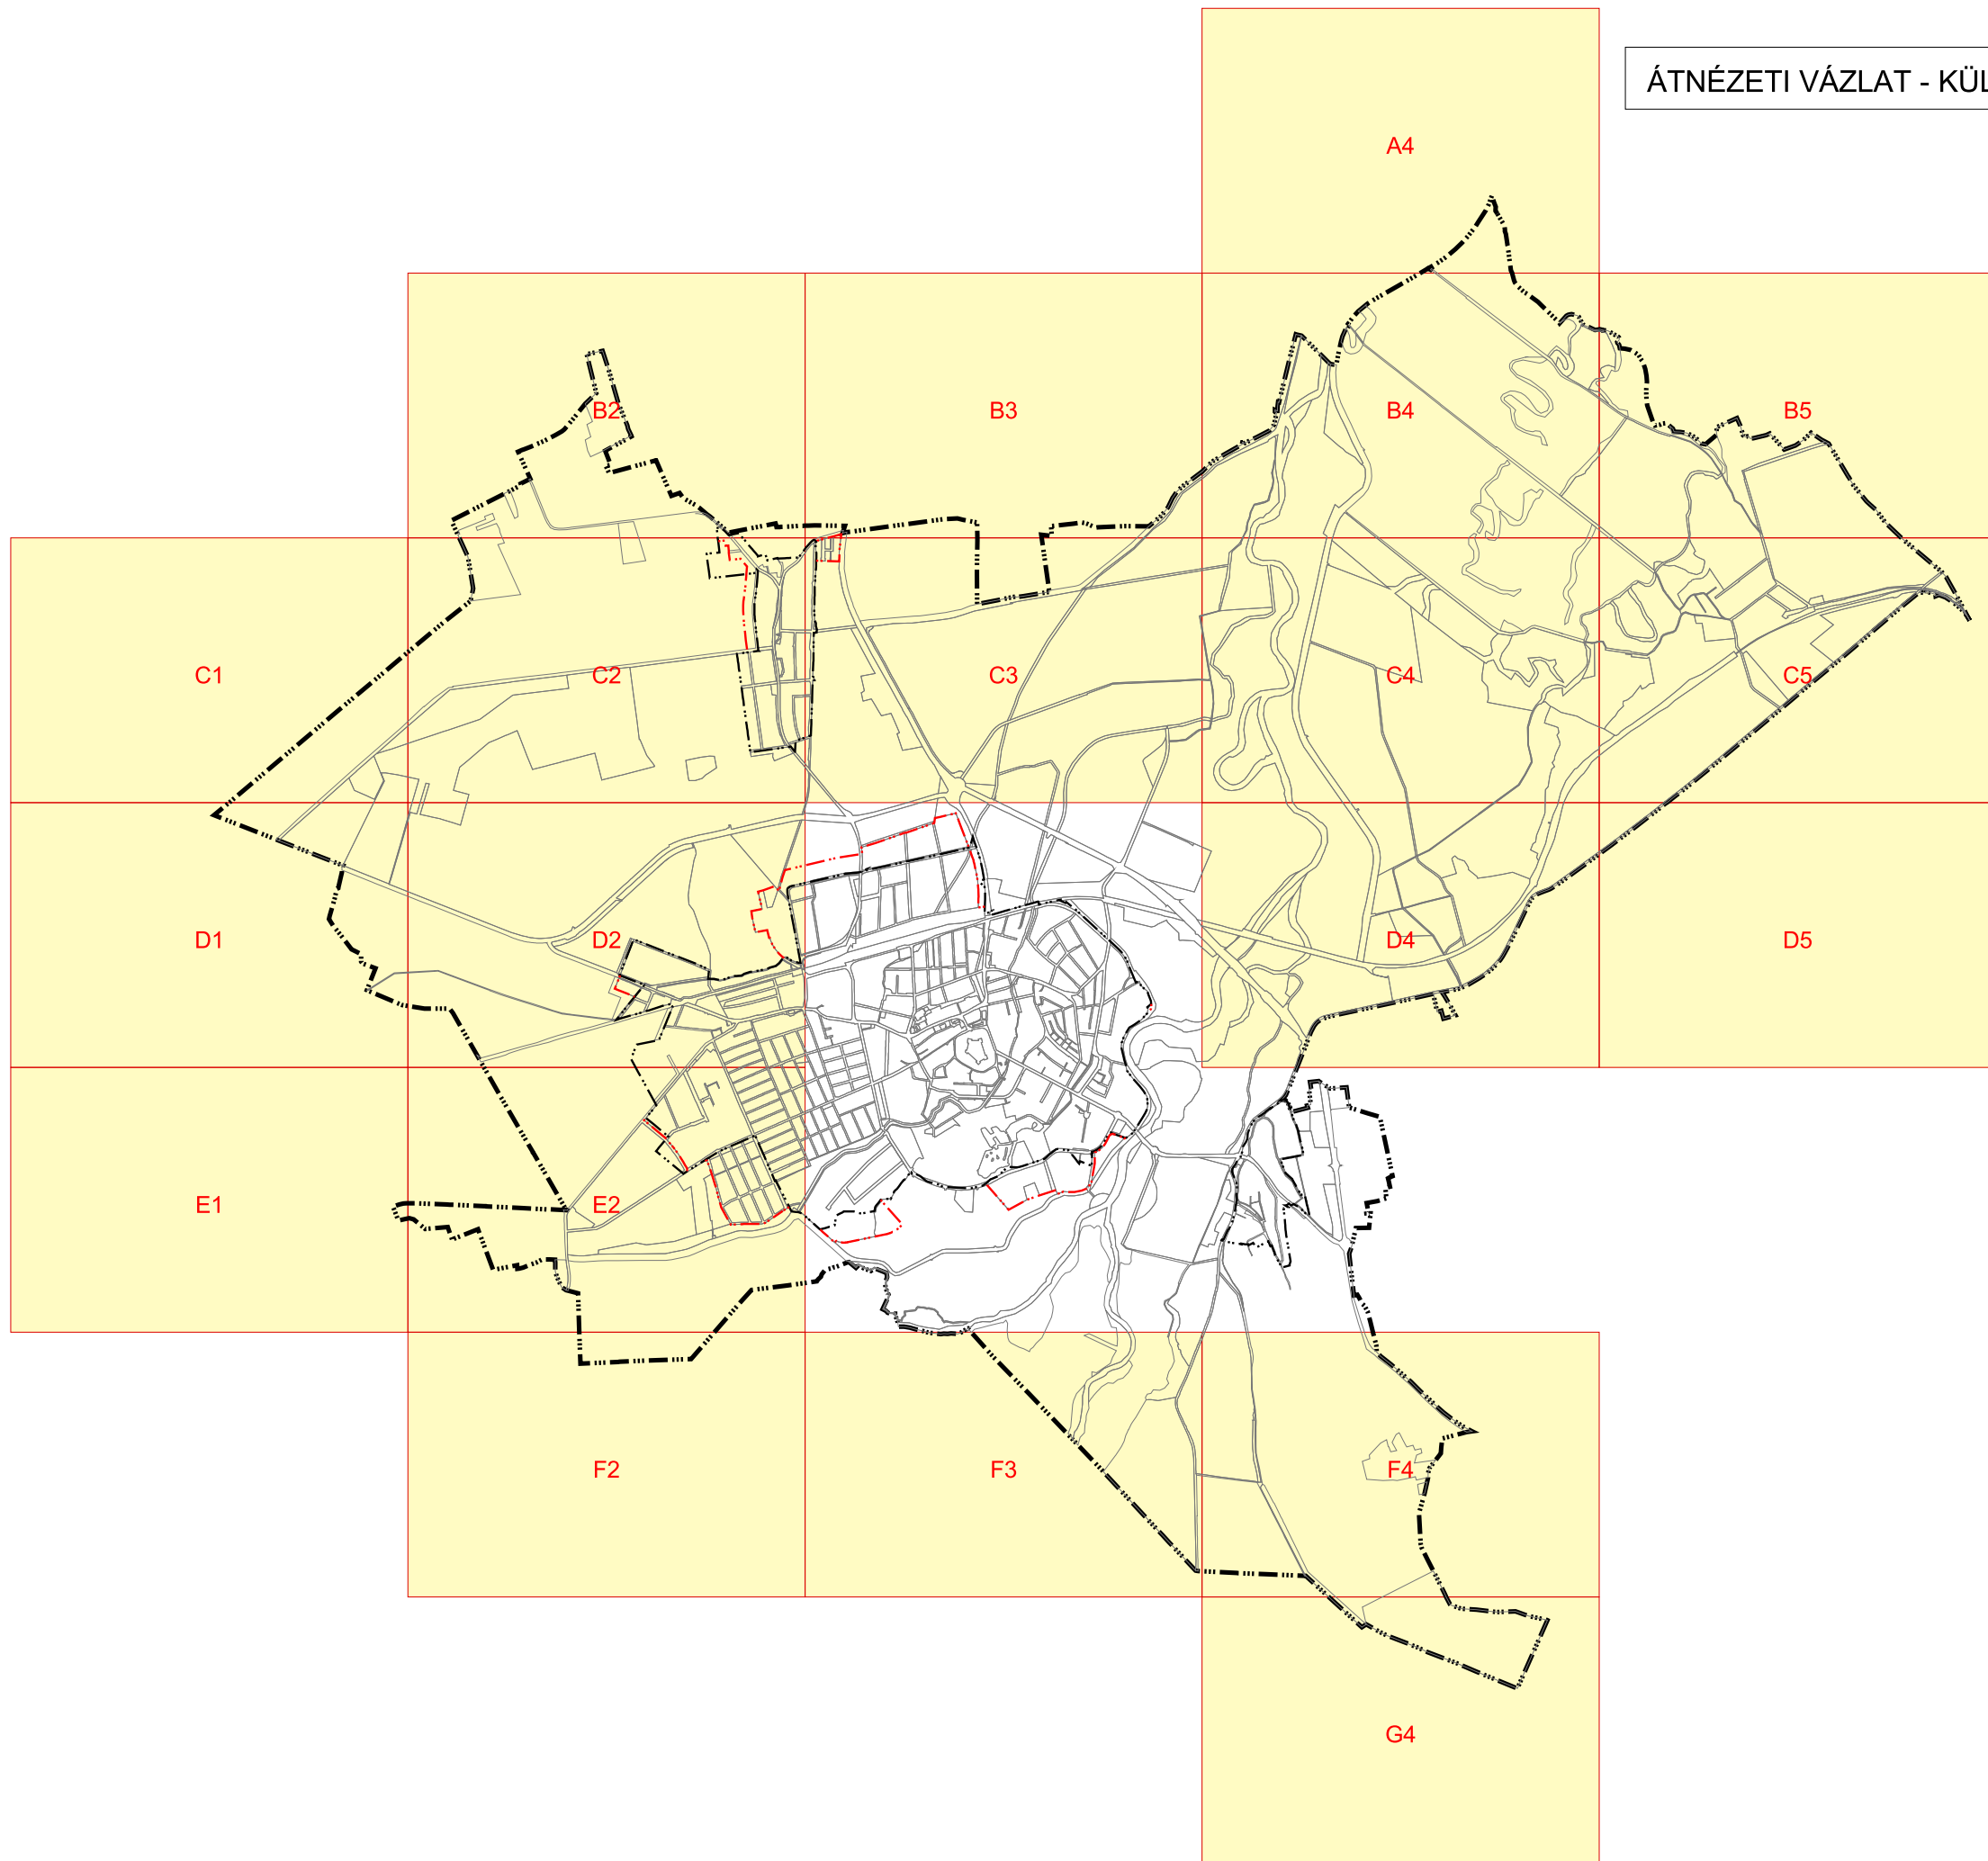 ÁTNÉZETI VÁZLAT - KÜL
A4
B2
B3
B4
B5
C1
C2
C3
C4
C5
D1
D2
D4
D5
E1
E2
F2
F3
F4
G4